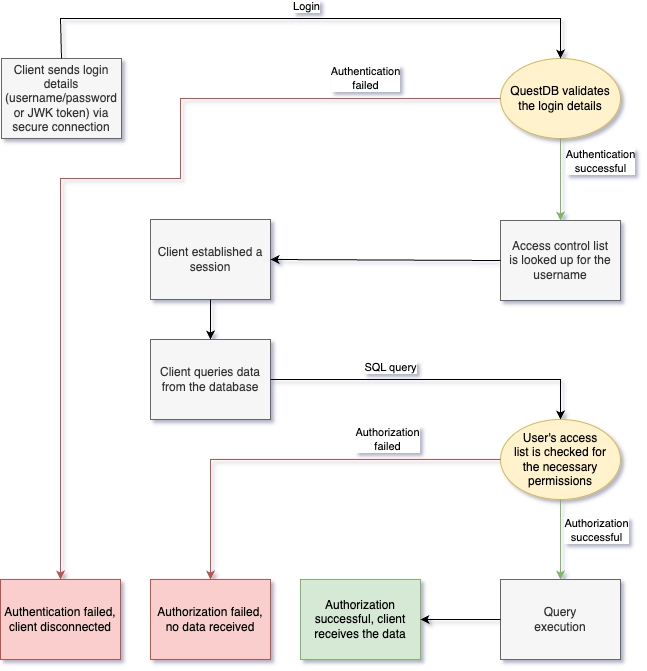 Login
Client sends login
details
(username/password
or JWK token) via
secure connection
Authentication
failed
QuestDB validates
the login details
Authentication
successful
Client established a
session
Access control list
is looked up for the
username
Client queries data
from the database
SQL query
Authorization
failed
User's access
list is checked for
the necessary
permissions
Authorization
successful
Authentication failed,
client disconnected
Authorization failed,
no data received
Authorization
successful, client
receives the data
Query
execution